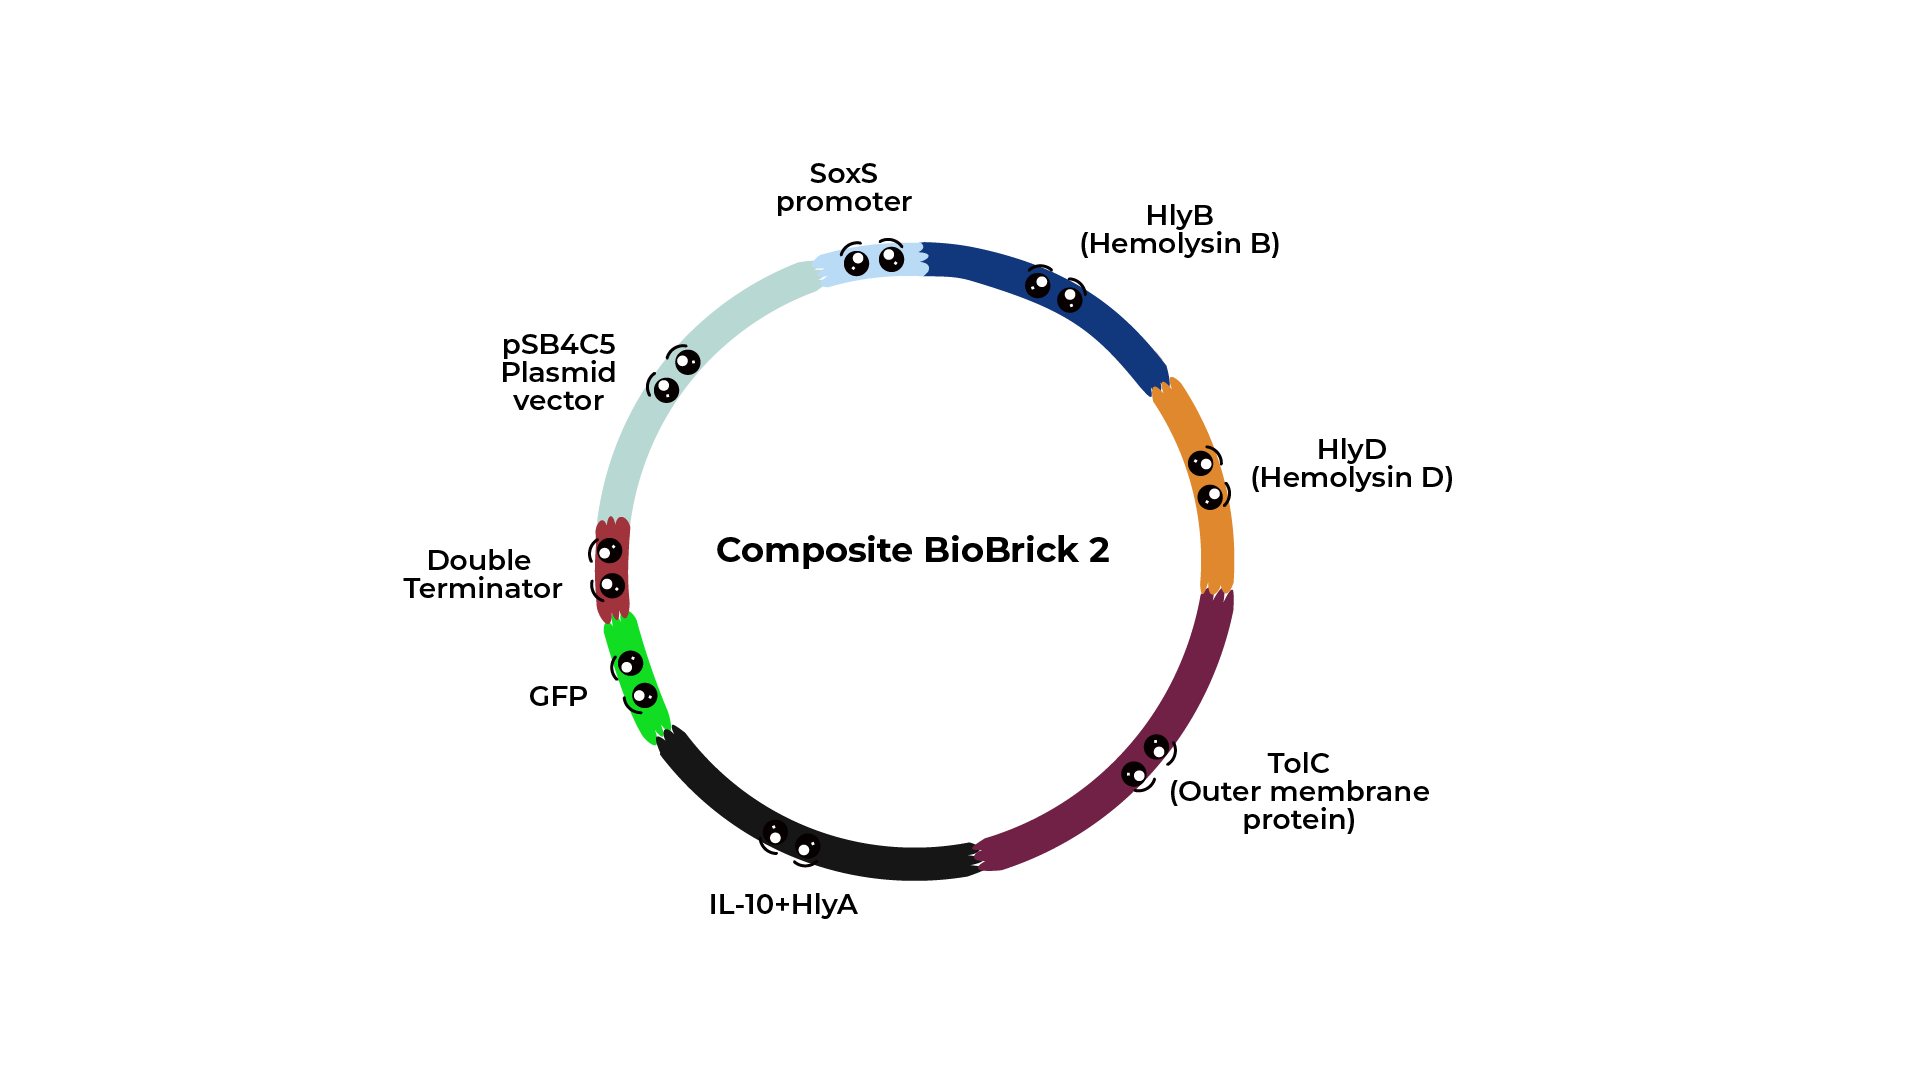 SoxS
promoter
HlyB
(Hemolysin B)
pSB4C5
Plasmid
vector
HlyD
(Hemolysin D)
Composite BioBrick 2
Double
Terminator
GFP
TolC
(Outer membrane
protein)
IL-10+HlyA